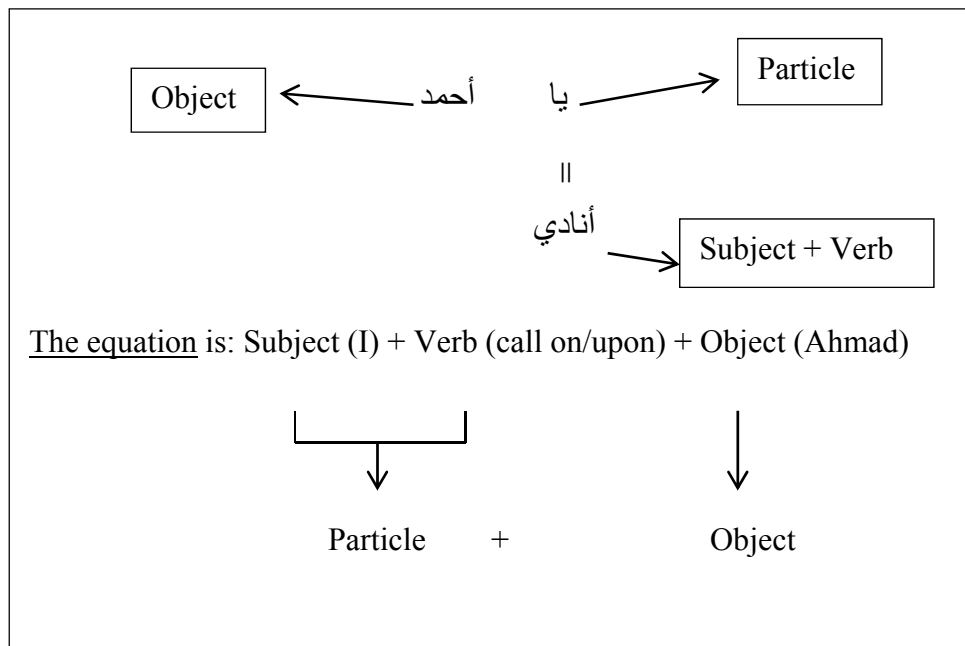 Particle
Object أحمد يا
=
أنادي
Subject + Verb
The equation is: Subject (I) + Verb (call on/upon) + Object (Ahmad)
Particle + Object